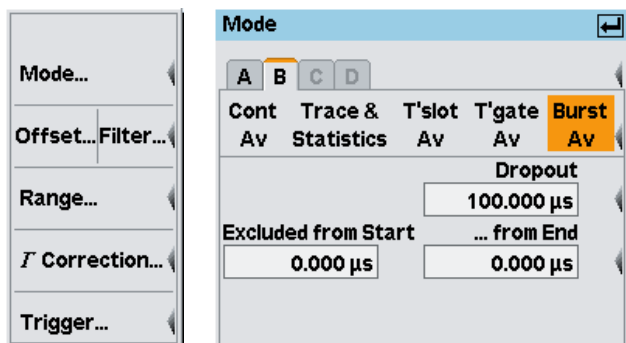 Mode...
Offset... Filter...
Range...
Γ Correction...
Trigger...
Mode
A B C D
Cont Trace & T'slot T'gate Burst
Av Statistics Av Av Av
Dropout
100.000 µs
Excluded from Start ... from End
0.000 µs 0.000 µs